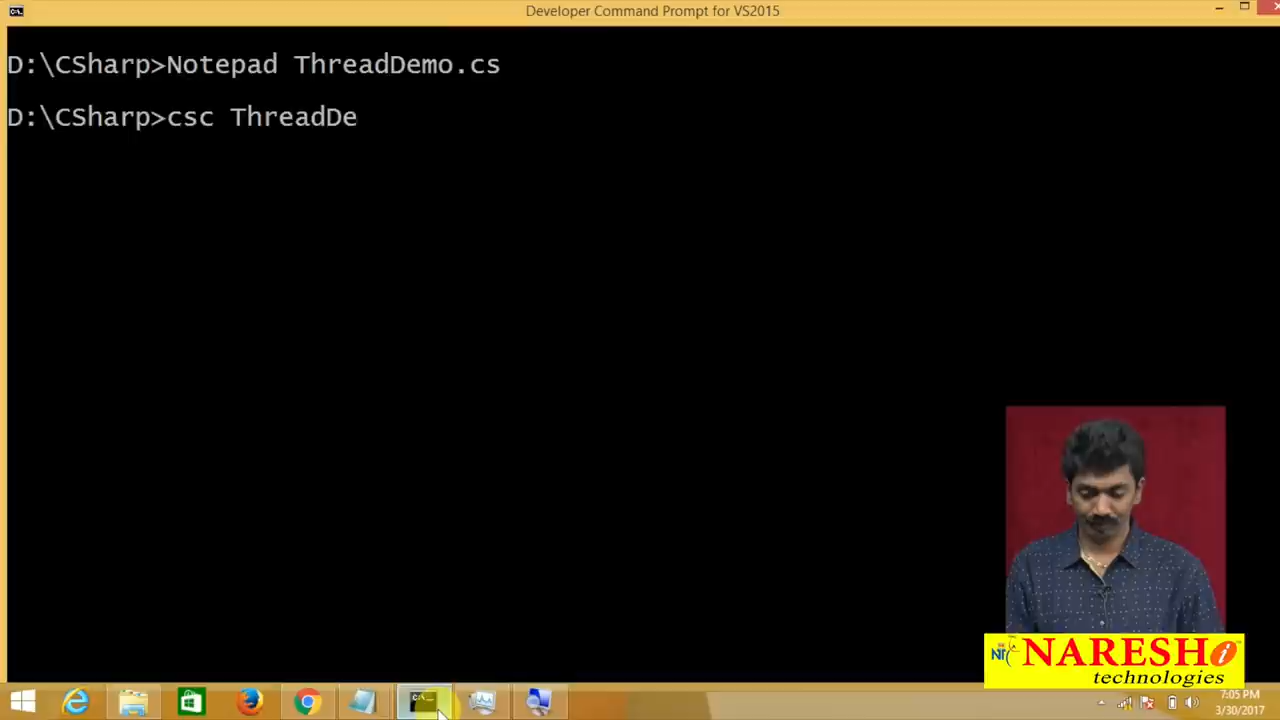 Developer Command Prompt for VS2015
D:\CSharp>Notepad ThreadDemo.cs
D:\CSharp>csc ThreadDe
NARESH i
technologies
7:05 PM
3/30/2017